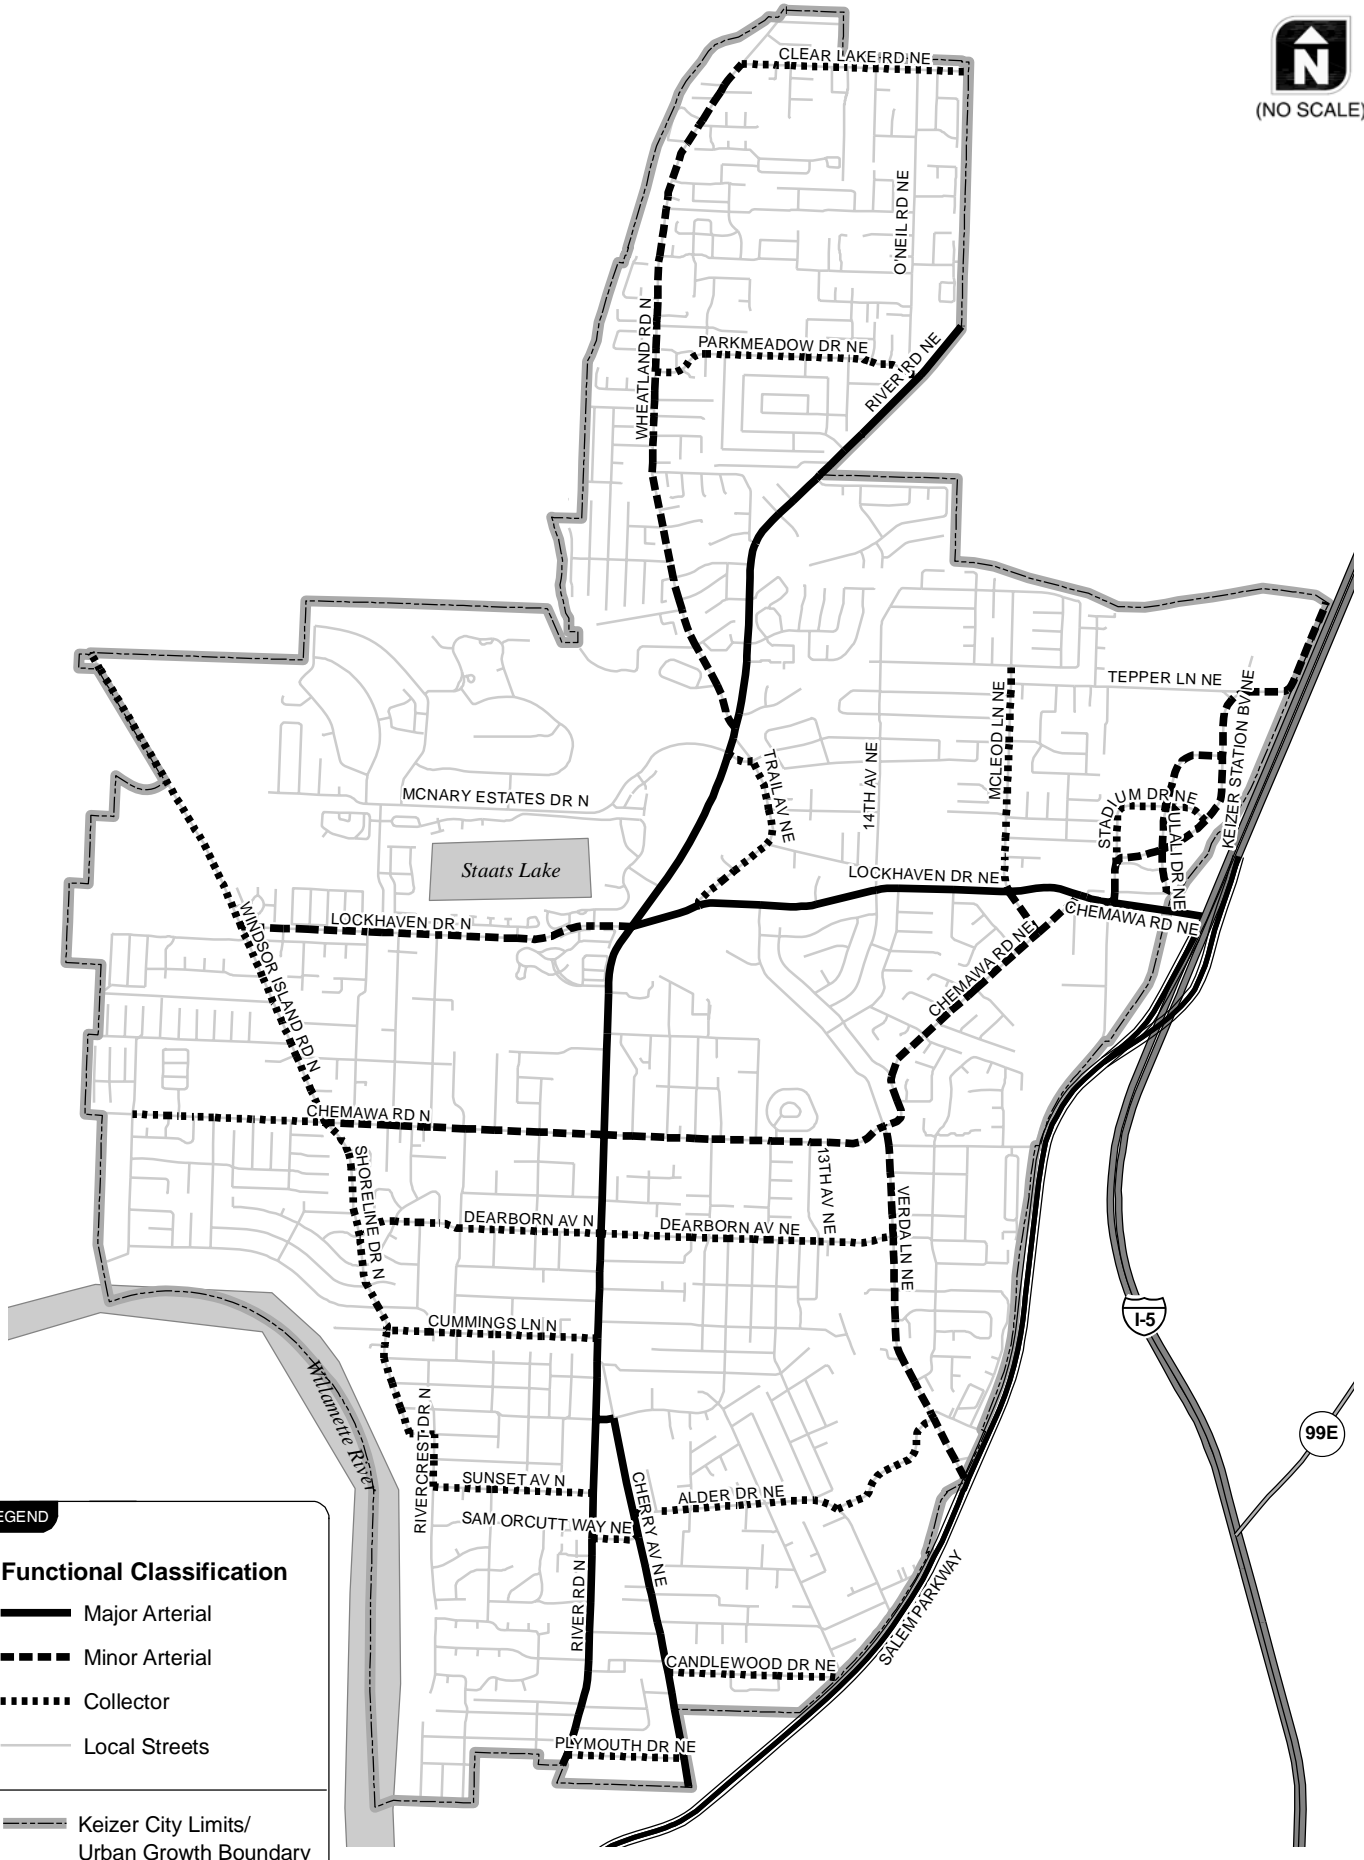 N
(NO SCALE)
CLEAR LAKE RD NE
O'NEIL RD NE
WHEATLAND RD N
PARKMEADOW DR NE
RIVER RD NE
TEPPER LN NE
MCLEOD LN NE
KEIZER STATION BV NE
TRAIL AV NE
14TH AV NE
MCNARY ESTATES DR N
STADIUM DR NE
ULALI DR NE
Staats Lake
LOCKHAVEN DR NE
LOCKHAVEN DR N
CHEMAWA RD NE
CHEMAWA RD NE
WINDSOR ISLAND RD N
CHEMAWA RD N
SHORELINE DR N
13TH AV NE
VERDA LN NE
DEARBORN AV N
DEARBORN AV NE
CUMMINGS LN N
I-5
Willamette River
RIVERCREST DR N
99E
SUNSET AV N
CHERRY AV NE
ALDER DR NE
SAM ORCUTT WAY NE
RIVER RD N
SALEM PARKWAY
CANDLEWOOD DR NE
PLYMOUTH DR NE
EGEND
Functional Classification
Major Arterial
Minor Arterial
Collector
Local Streets
Keizer City Limits/
Urban Growth Boundary